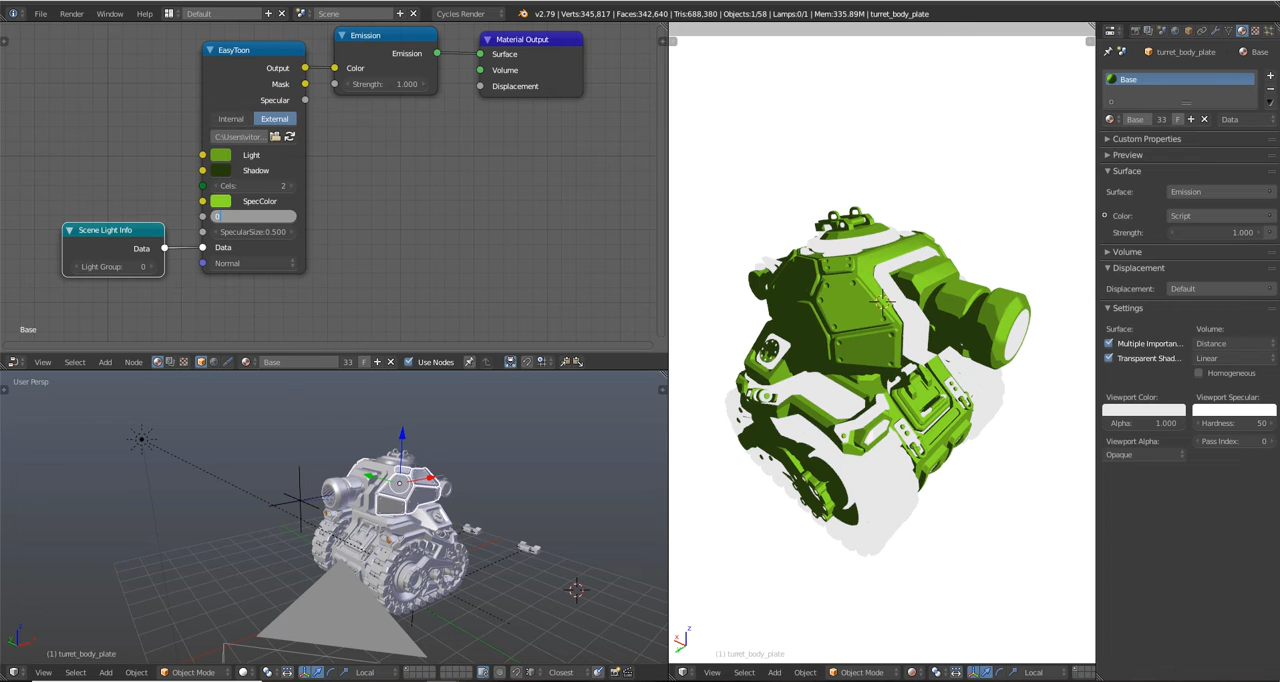 File Render Window Help Default Scene Cycles Render v2.79 | Verts:345,817 | Faces:342,640 | Tris:688,380 | Objects:1/58 | Lamps:0/1 | Mem:335.89M | turret_body_plate
EasyToon
Output
Mask
Specular
Internal External
C:\Users\vitor...
Light
Shadow
Cels: 2
SpecColor
0
SpecularSize:0.500
Data
Normal
Emission
Emission
Color
Strength: 1.000
Material Output
Surface
Volume
Displacement
Scene Light Info
Data
Light Group: 0
Base
View Select Add Node Base 33 F Use Nodes
User Persp
(1) turret_body_plate
View Select Add Object Object Mode Local Closest
(1) turret_body_plate
View Select Add Object Object Mode Local
turret_body_plate Base
Base
Base 33 F Data
Custom Properties
Preview
Surface
Surface: Emission
Color: Script
Strength: 1.000
Volume
Displacement
Displacement: Default
Settings
Surface: Volume:
Multiple Importan... Distance
Transparent Shad... Linear
Homogeneous
Viewport Color: Viewport Specular:
Alpha: 1.000 Hardness: 50
Viewport Alpha: Pass Index: 0
Opaque